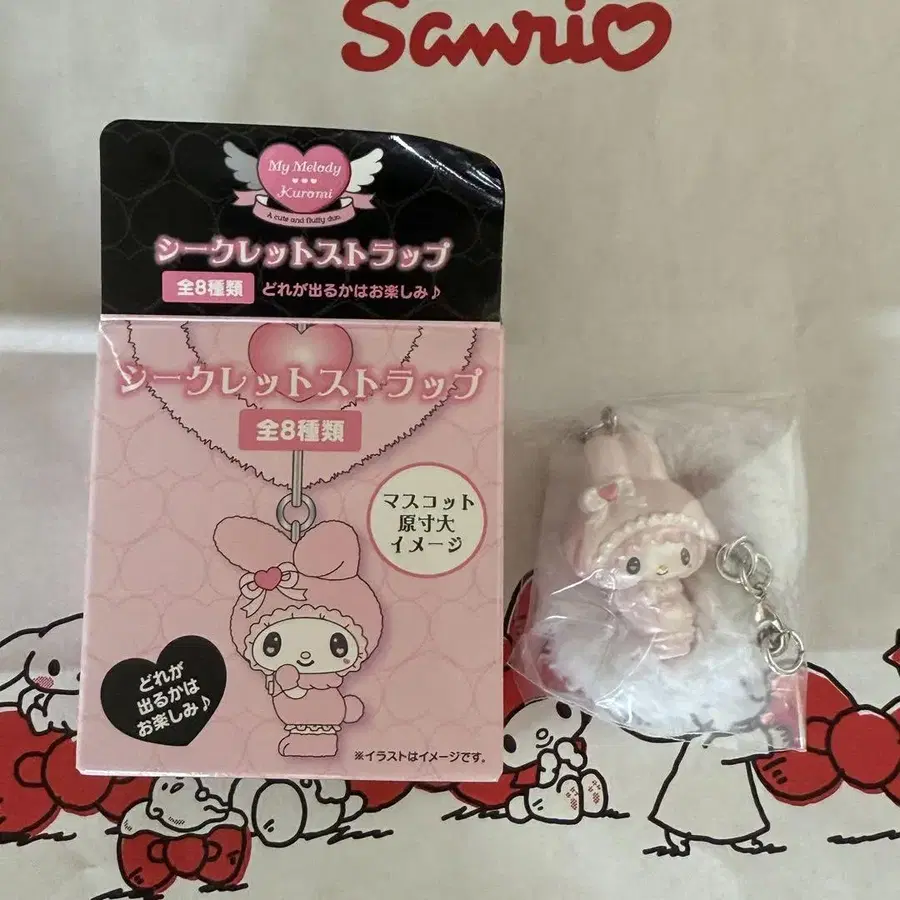 Sanrio
My Melody
Kuromi
A cute and fluffy duo.
シークレットストラップ
全8種類 どれが出るかはお楽しみ♪
シークレットストラップ
全8種類
マスコット
原寸大
イメージ
どれが
出るかは
お楽しみ♪
※イラストはイメージです。